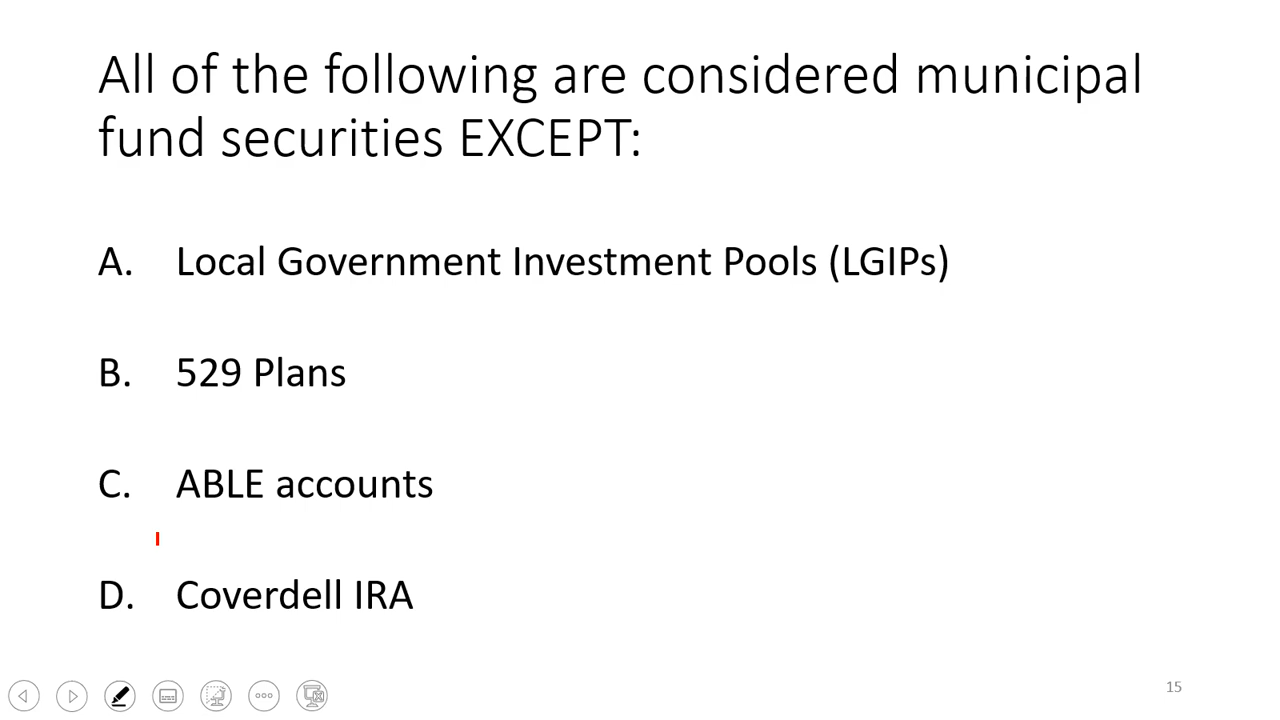 All of the following are considered municipal
fund securities EXCEPT:
A. Local Government Investment Pools (LGIPs)
B. 529 Plans
C. ABLE accounts
D. Coverdell IRA
15